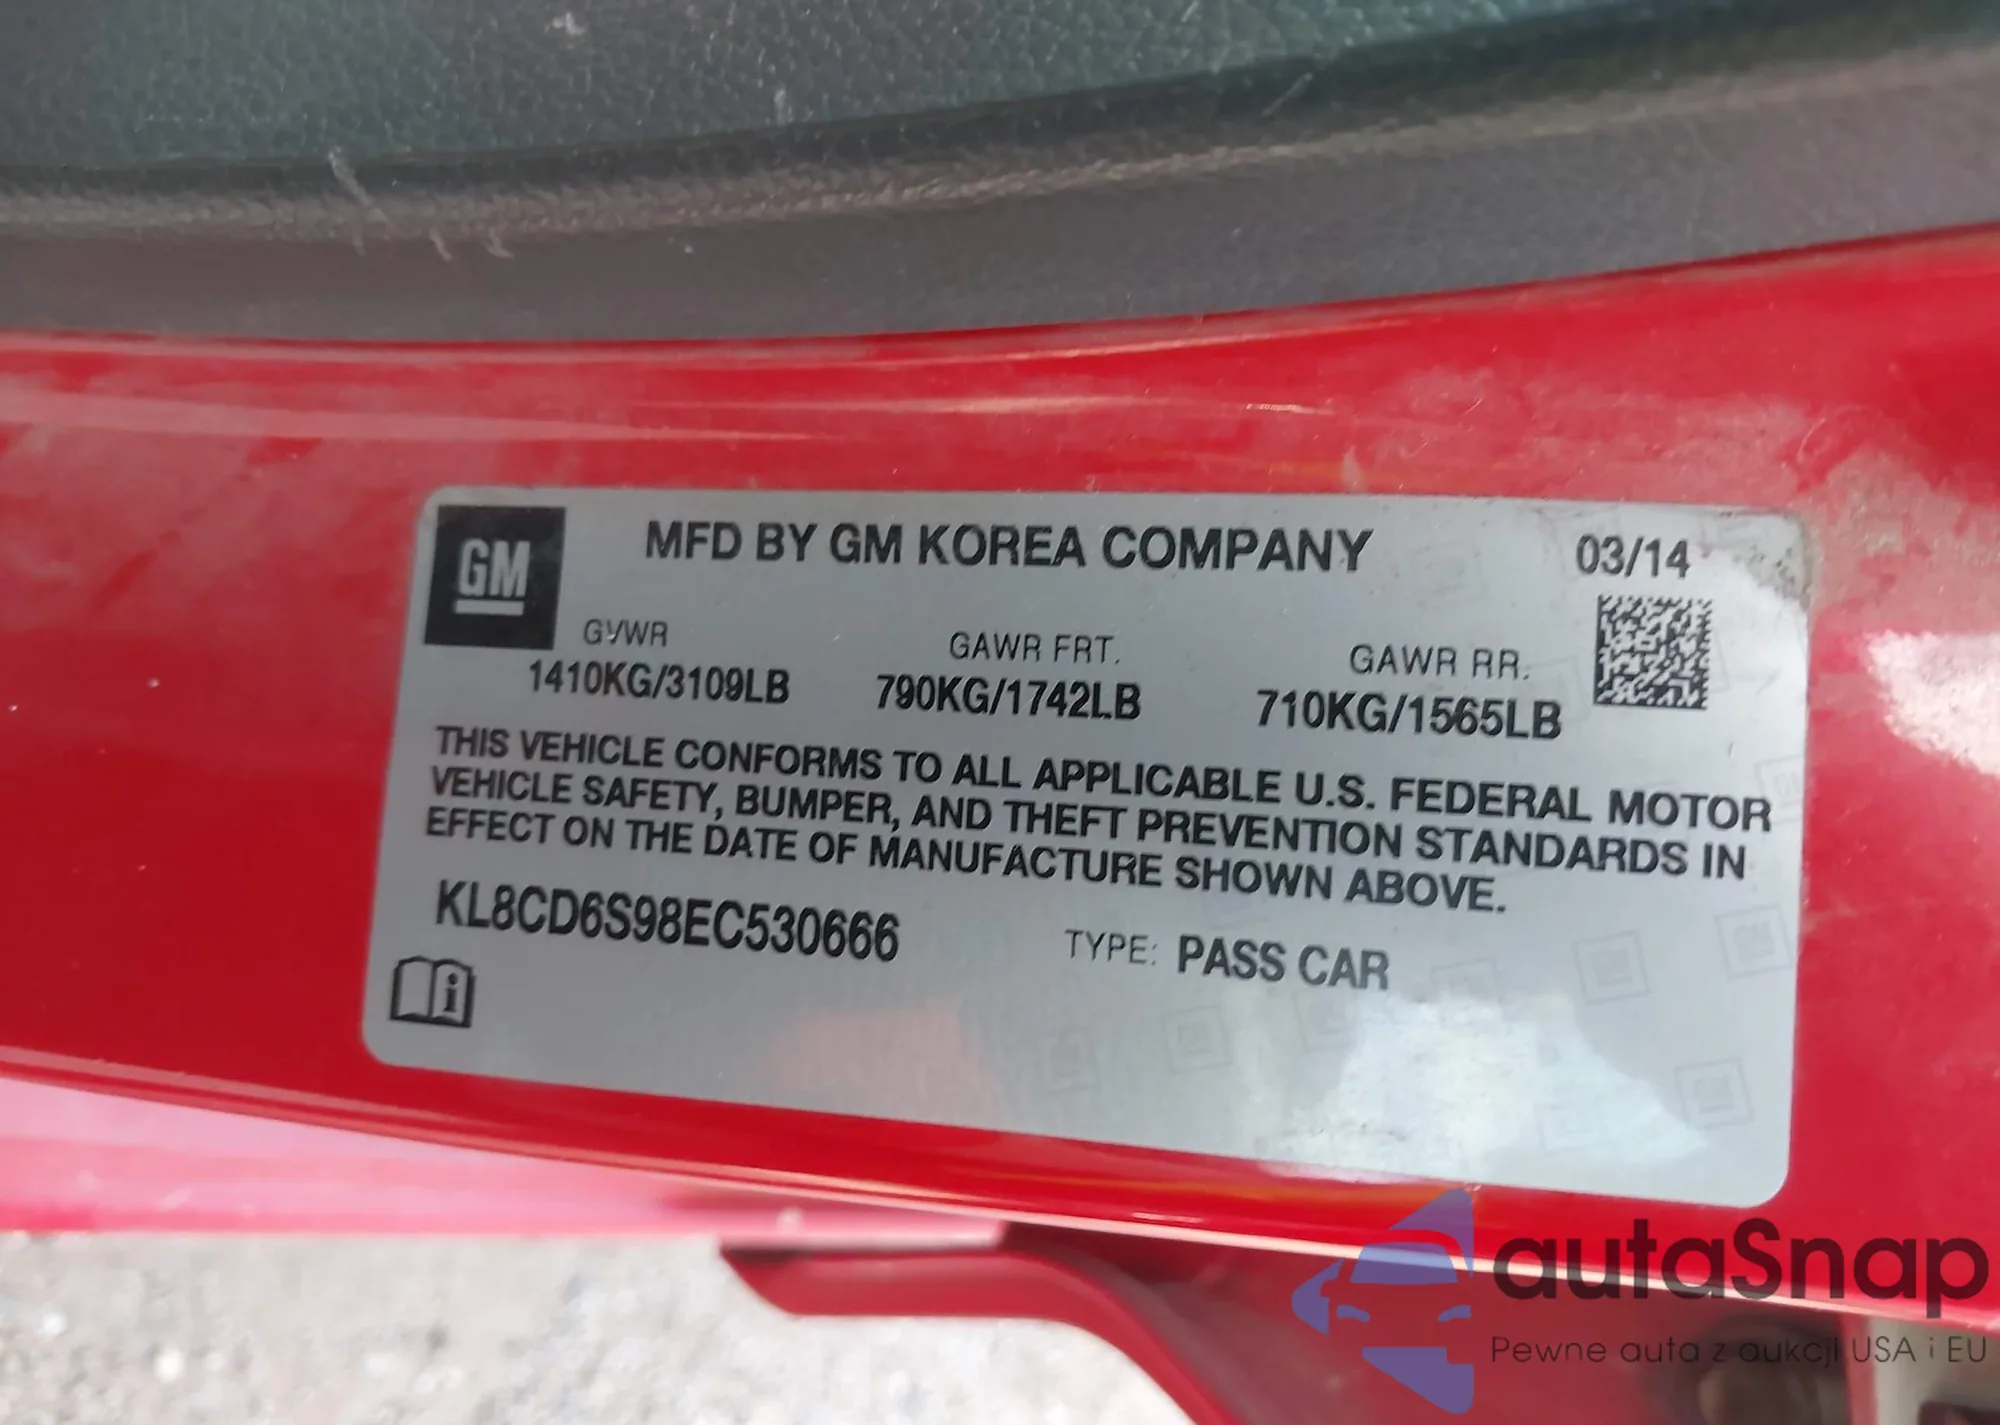 GM
MFD BY GM KOREA COMPANY 03/14
GVWR GAWR FRT. GAWR RR.
1410KG/3109LB 790KG/1742LB 710KG/1565LB
THIS VEHICLE CONFORMS TO ALL APPLICABLE U.S. FEDERAL MOTOR
VEHICLE SAFETY, BUMPER, AND THEFT PREVENTION STANDARDS IN
EFFECT ON THE DATE OF MANUFACTURE SHOWN ABOVE.
KL8CD6S98EC530666 TYPE: PASS CAR
autaSnap
Pewne auta z aukcji USA i EU